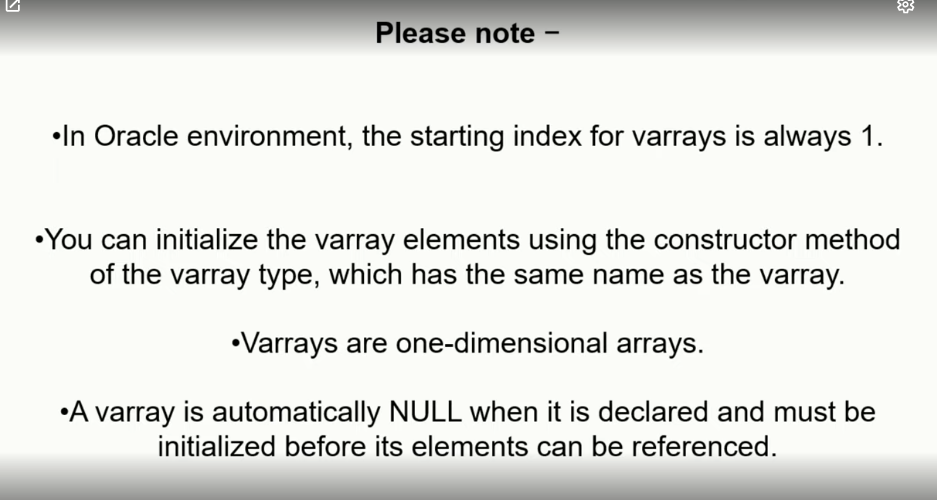 Please note –
•In Oracle environment, the starting index for varrays is always 1.
•You can initialize the varray elements using the constructor method
of the varray type, which has the same name as the varray.
•Varrays are one-dimensional arrays.
•A varray is automatically NULL when it is declared and must be
initialized before its elements can be referenced.